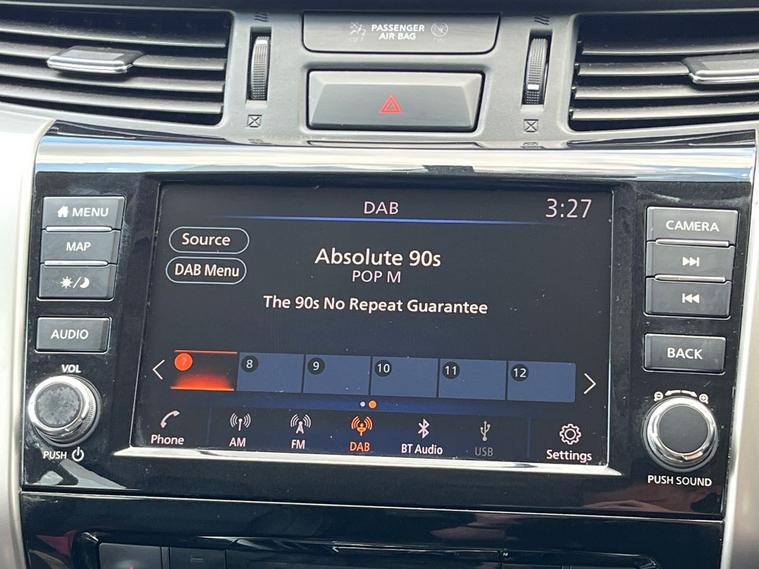 PASSENGER
AIR BAG
MENU
MAP
AUDIO
VOL
PUSH
DAB
3:27
Source
DAB Menu
Absolute 90s
POP M
The 90s No Repeat Guarantee
7
8
9
10
11
12
Phone
AM
FM
DAB
BT Audio
USB
Settings
CAMERA
BACK
PUSH SOUND